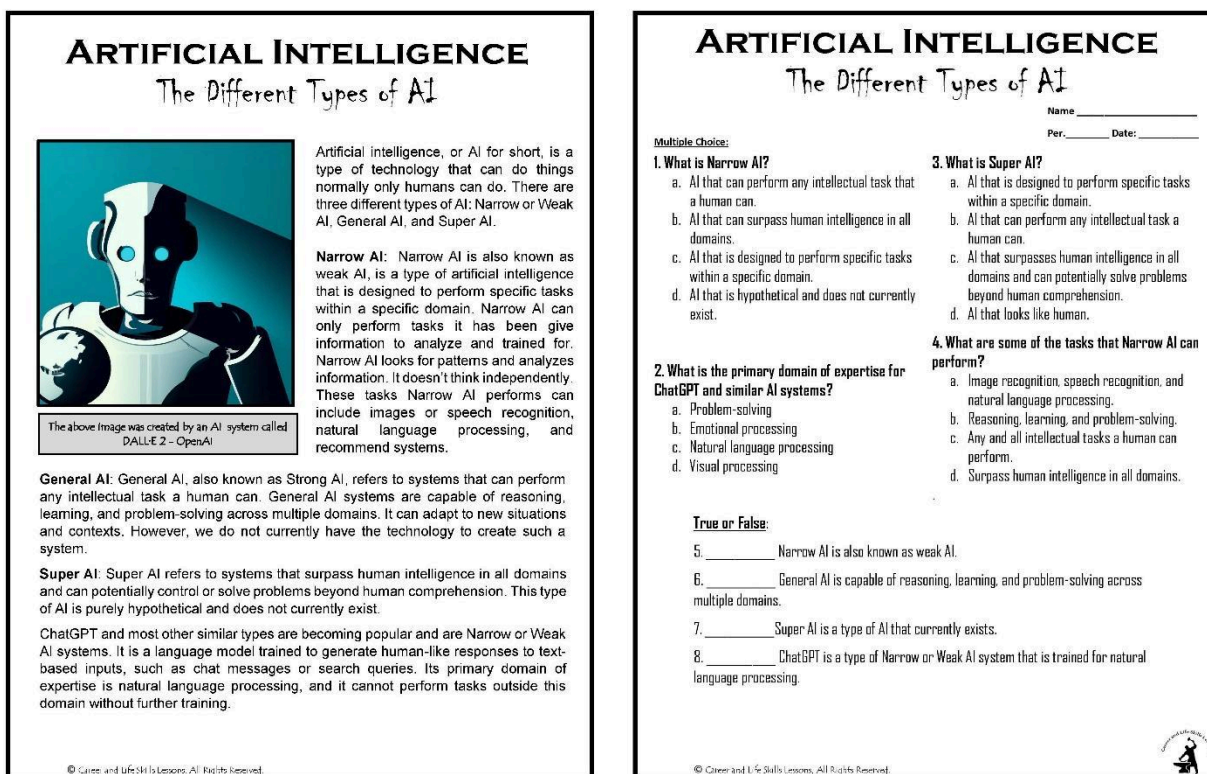 ARTIFICIAL INTELLIGENCE
The Different Types of AI
Artificial intelligence, or AI for short, is a
type of technology that can do things
normally only humans can do. There are
three different types of AI: Narrow or Weak
AI, General AI, and Super AI.
Narrow AI: Narrow AI is also known as
weak AI, is a type of artificial intelligence
that is designed to perform specific tasks
within a specific domain. Narrow AI can
only perform tasks it has been give
information to analyze and trained for.
Narrow AI looks for patterns and analyzes
information. It doesn't think independently.
These tasks Narrow AI performs can
include images or speech recognition,
natural language processing, and
recommend systems.
The above image was created by an AI system called
DALL·E 2 – OpenAI
General AI: General AI, also known as Strong AI, refers to systems that can perform
any intellectual task a human can. General AI systems are capable of reasoning,
learning, and problem-solving across multiple domains. It can adapt to new situations
and contexts. However, we do not currently have the technology to create such a
system.
Super AI: Super AI refers to systems that surpass human intelligence in all domains
and can potentially control or solve problems beyond human comprehension. This type
of AI is purely hypothetical and does not currently exist.
ChatGPT and most other similar types are becoming popular and are Narrow or Weak
AI systems. It is a language model trained to generate human-like responses to text-
based inputs, such as chat messages or search queries. Its primary domain of
expertise is natural language processing, and it cannot perform tasks outside this
domain without further training.
© Career and Life Skills Lessons, All Rights Reserved.
ARTIFICIAL INTELLIGENCE
The Different Types of AI
Name ____________________
Per.________ Date: ___________
Multiple Choice:
1. What is Narrow AI?
a. AI that can perform any intellectual task that
a human can.
b. AI that can surpass human intelligence in all
domains.
c. AI that is designed to perform specific tasks
within a specific domain.
d. AI that is hypothetical and does not currently
exist.
2. What is the primary domain of expertise for
ChatGPT and similar AI systems?
a. Problem-solving
b. Emotional processing
c. Natural language processing
d. Visual processing
3. What is Super AI?
a. AI that is designed to perform specific tasks
within a specific domain.
b. AI that can perform any intellectual task a
human can.
c. AI that surpasses human intelligence in all
domains and can potentially solve problems
beyond human comprehension.
d. AI that looks like human.
4. What are some of the tasks that Narrow AI can
perform?
a. Image recognition, speech recognition, and
natural language processing.
b. Reasoning, learning, and problem-solving.
c. Any and all intellectual tasks a human can
perform.
d. Surpass human intelligence in all domains.
True or False:
5. __________ Narrow AI is also known as weak AI.
6. __________ General AI is capable of reasoning, learning, and problem-solving across
multiple domains.
7. __________ Super AI is a type of AI that currently exists.
8. __________ ChatGPT is a type of Narrow or Weak AI system that is trained for natural
language processing.
© Career and Life Skills Lessons, All Rights Reserved.